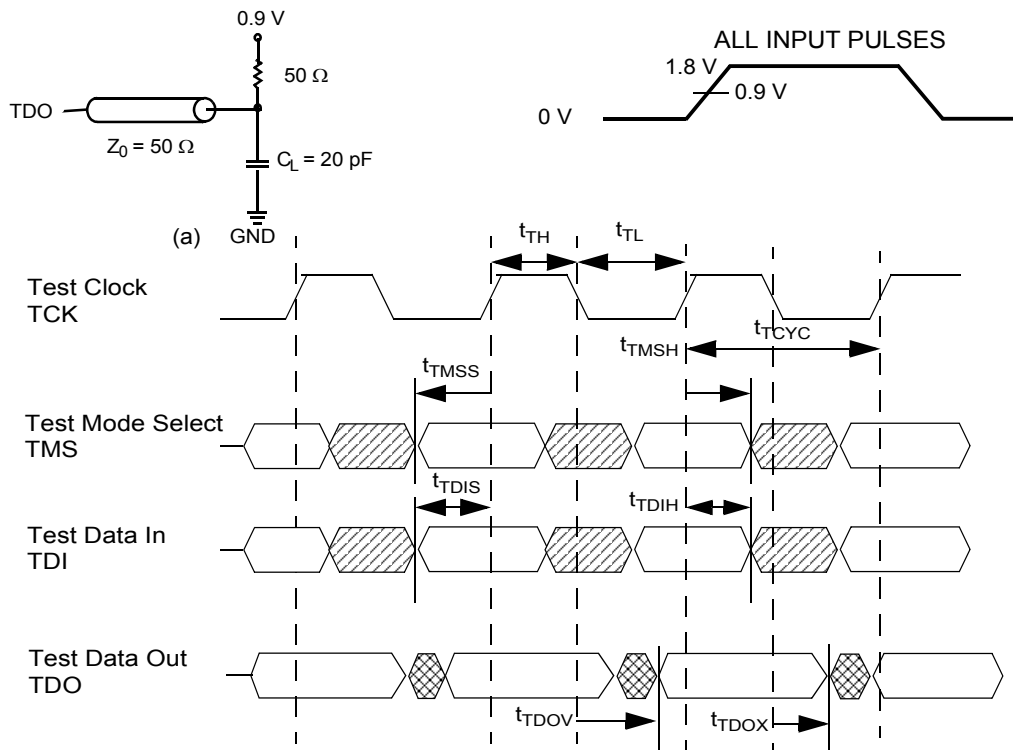 0.9 V
50 Ω
TDO
Z0 = 50 Ω
CL = 20 pF
(a) GND
ALL INPUT PULSES
1.8 V
0.9 V
0 V
tTH
tTL
Test Clock
TCK
tTMSH
tTCYC
tTMSS
Test Mode Select
TMS
tTDIS
tTDIH
Test Data In
TDI
Test Data Out
TDO
tTDOV
tTDOX